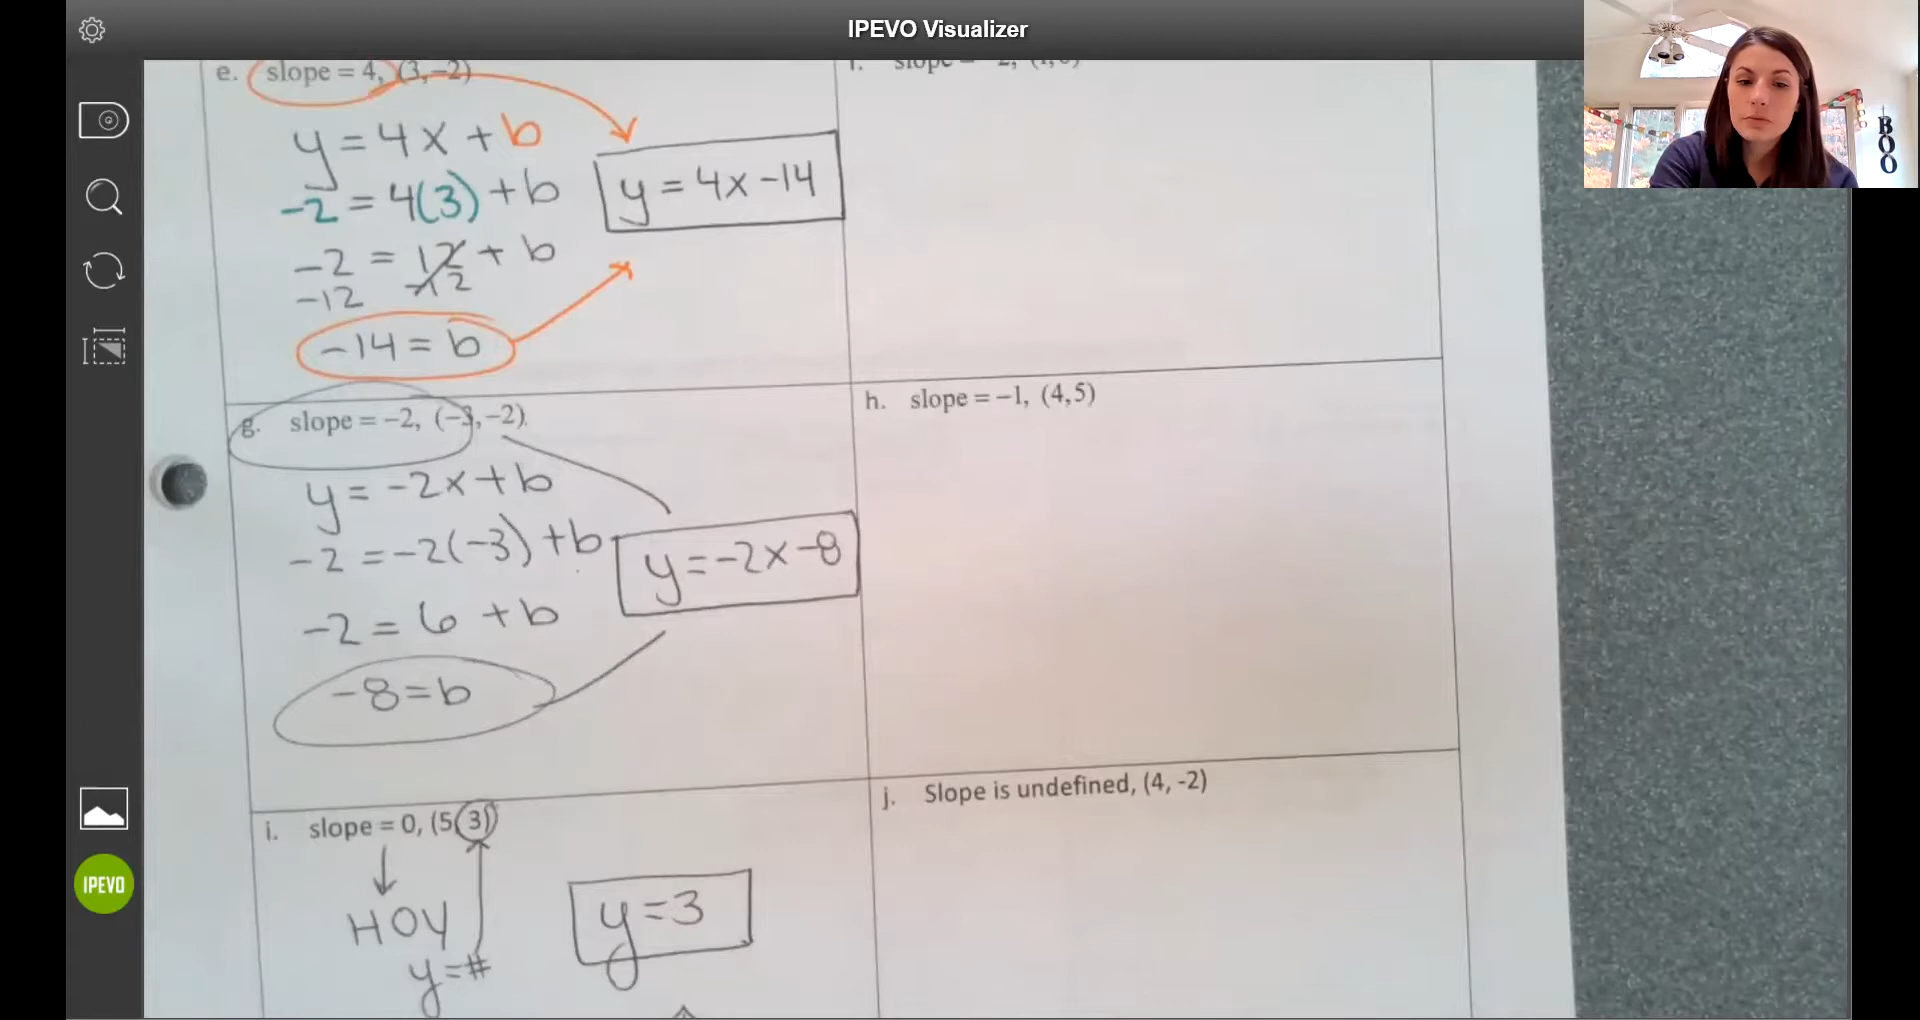 IPEVO Visualizer
BOO
e. slope = 4, (3,−2)
y = 4x + b
-2 = 4(3) + b
-2 = 12 + b
-12 -12
-14 = b
y = 4x -14
g. slope = −2, (−3,−2)
y = -2x + b
-2 = -2(-3) + b
-2 = 6 + b
-8 = b
y = -2x -8
h. slope = −1, (4,5)
i. slope = 0, (5, 3)
HOY
y = #
y = 3
j. Slope is undefined, (4, -2)
IPEVO